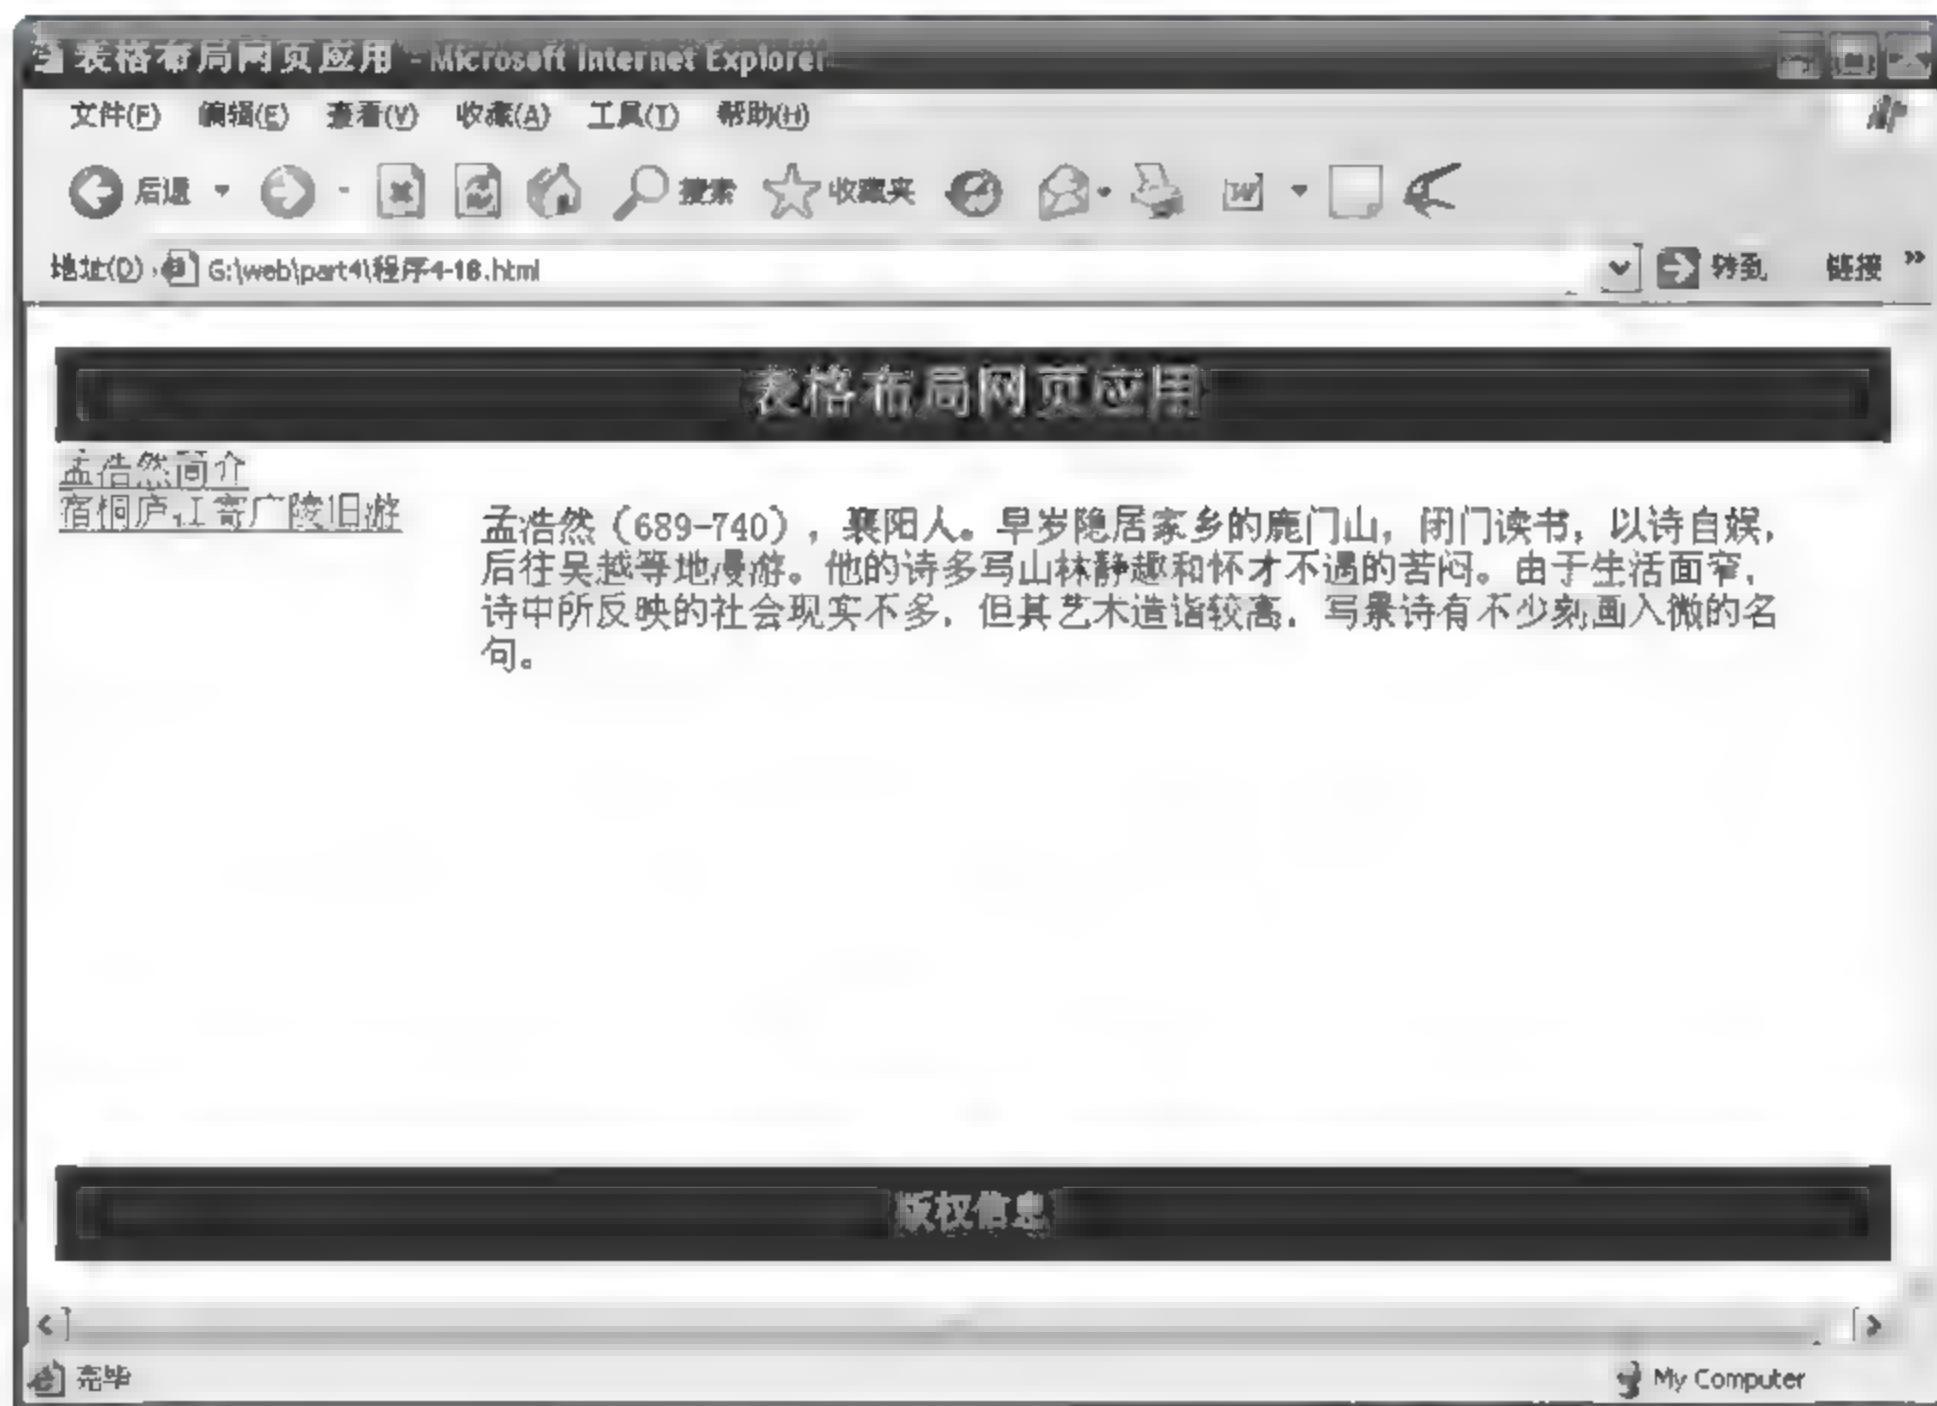 表格布局网页应用 - Microsoft Internet Explorer
文件(F) 编辑(E) 查看(V) 收藏(A) 工具(T) 帮助(H)
后退 搜索 收藏夹
地址(D) G:\web\part4\程序4-18.html 转到 链接 »
表格布局网页应用
孟浩然简介
宿桐庐江寄广陵旧游
孟浩然（689-740），襄阳人。早岁隐居家乡的鹿门山，闭门读书，以诗自娱，
后往吴越等地漫游。他的诗多写山林静趣和怀才不遇的苦闷。由于生活面窄，
诗中所反映的社会现实不多，但其艺术造诣较高，写景诗有不少刻画入微的名
句。
版权信息
完毕 My Computer